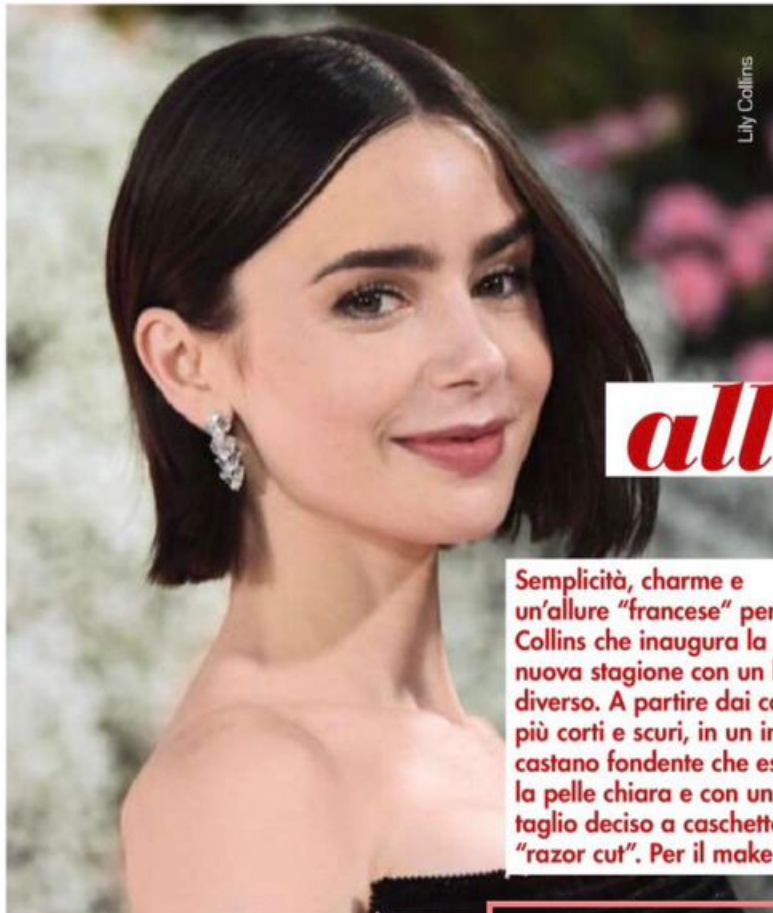 Lily Collins
all
Semplicità, charme e
un'allure "francese" per
Collins che inaugura la
nuova stagione con un
diverso. A partire dai
più corti e scuri, in un
castano fondente che
la pelle chiara e con un
taglio deciso a caschetto
"razor cut". Per il make